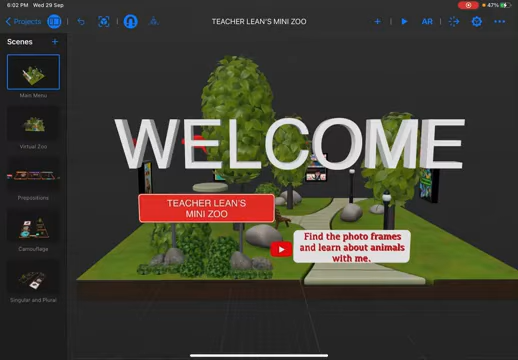 6:02 PM Wed 29 Sep
47%
Projects
TEACHER LEAN'S MINI ZOO
AR
Scenes
Main Menu
Virtual Zoo
Prepositions
Camouflage
Singular and Plural
WELCOME
TEACHER LEAN'S
MINI ZOO
Find the photo frames
and learn about animals
with me.